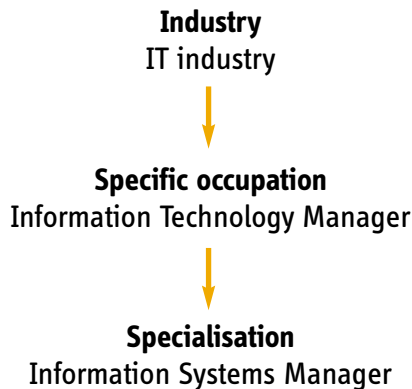 Industry
IT industry
Specific occupation
Information Technology Manager
Specialisation
Information Systems Manager